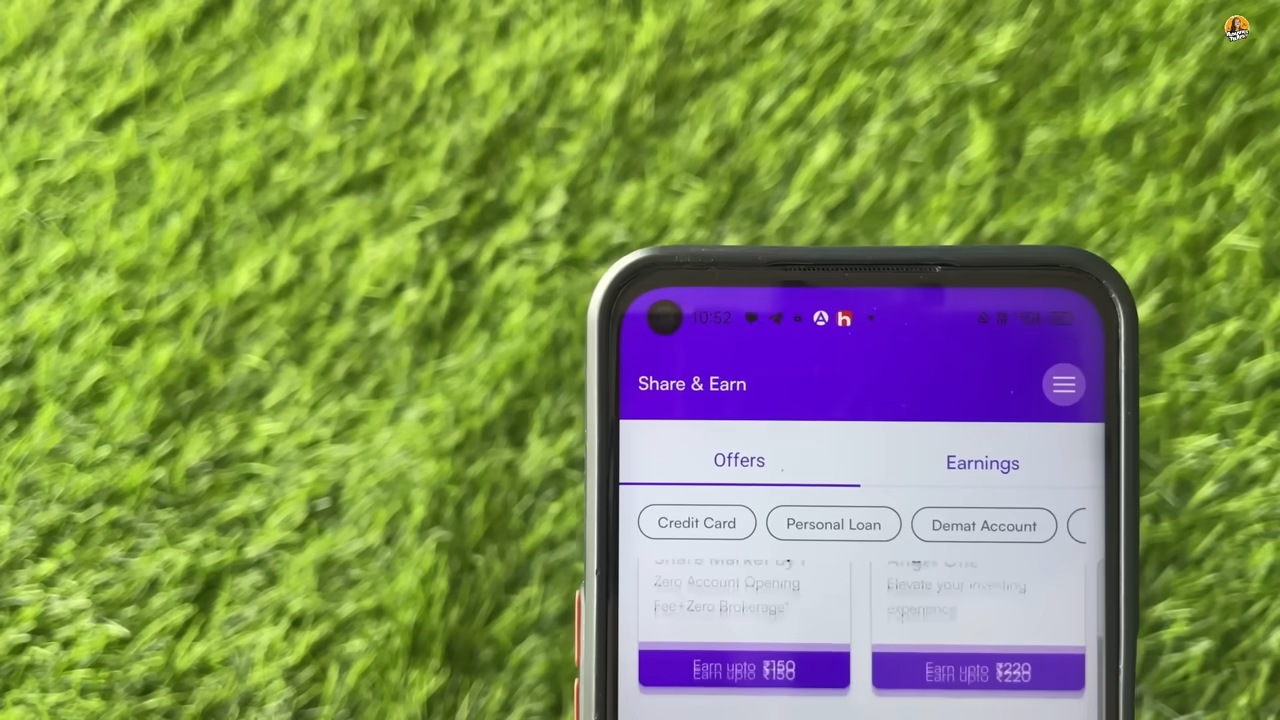 10:52
Share & Earn
Offers
Earnings
Credit Card
Personal Loan
Demat Account
Share Market by
Angel One
Zero Account Opening
Fee+Zero Brokerage*
Elevate your investing
experience
Earn upto ₹150
Earn upto ₹220